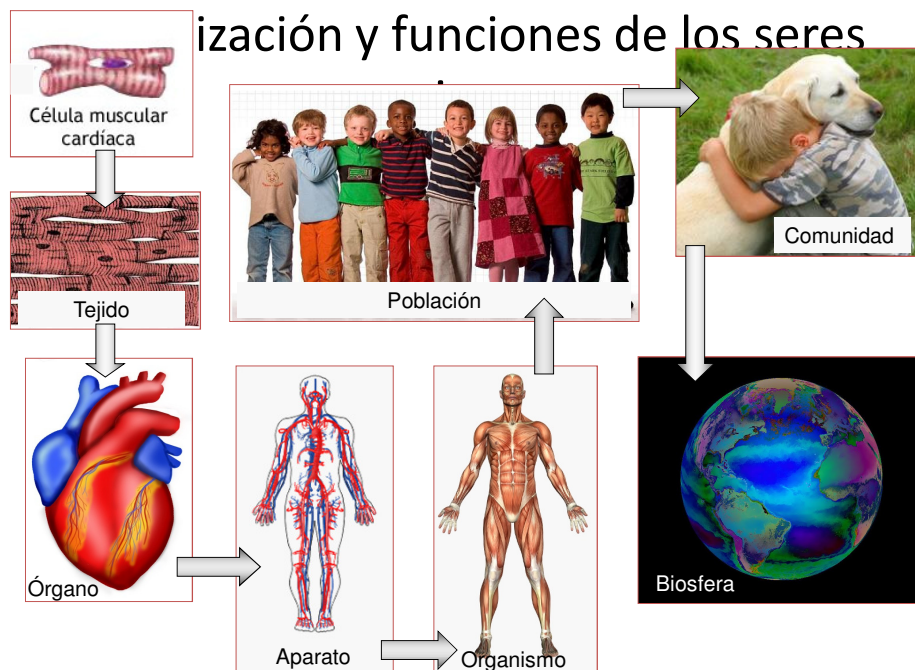 ización y funciones de los seres
Célula muscular
cardíaca
Tejido
Órgano
Aparato
Organismo
Población
Comunidad
Biosfera